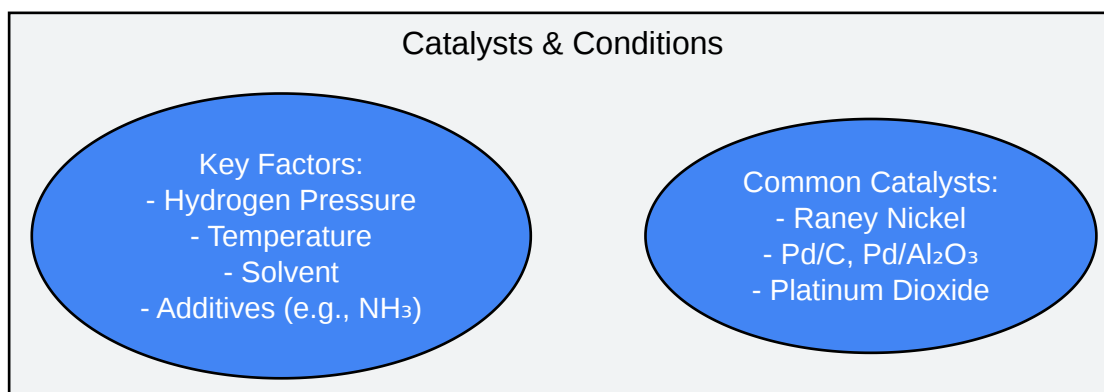 Catalysts & Conditions
Key Factors:
- Hydrogen Pressure
- Temperature
- Solvent
- Additives (e.g., NH₃)
Common Catalysts:
- Raney Nickel
- Pd/C, Pd/Al₂O₃
- Platinum Dioxide